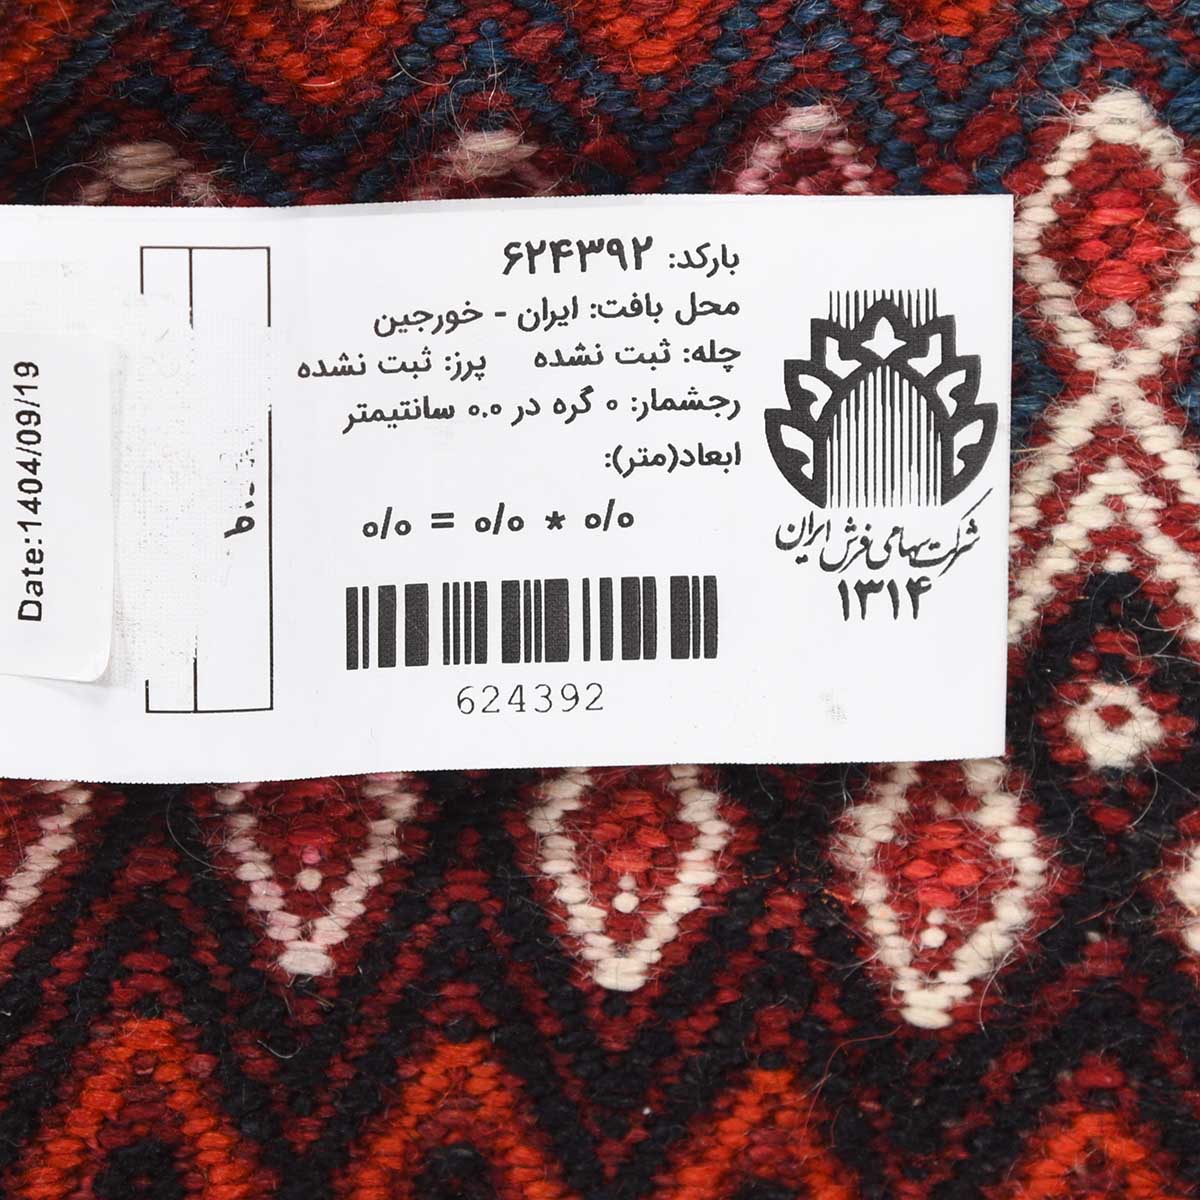 بارکد: ۶۲۴۳۹۲
محل بافت: ایران - خورجین
چله: ثبت نشده    پرز: ثبت نشده
رجشمار: ۰ گره در ۰.۰ سانتیمتر
ابعاد(متر):
۰/۰ * ۰/۰ = ۰/۰
624392
شرکت سهامی فرش ایران
۱۳۱۴
Date:1404/09/19